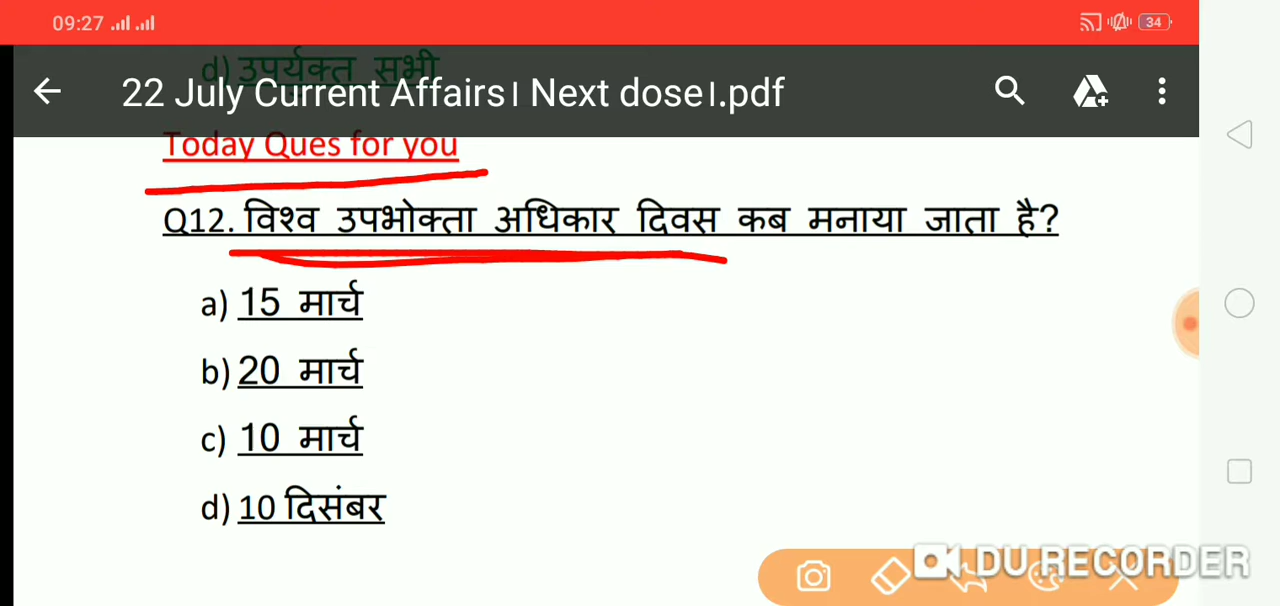 09:27
34
d) उपर्युक्त सभी
22 July Current Affairs। Next dose।.pdf
Today Ques for you
Q12. विश्व उपभोक्ता अधिकार दिवस कब मनाया जाता है?
a) 15 मार्च
b) 20 मार्च
c) 10 मार्च
d) 10 दिसंबर
DU RECORDER